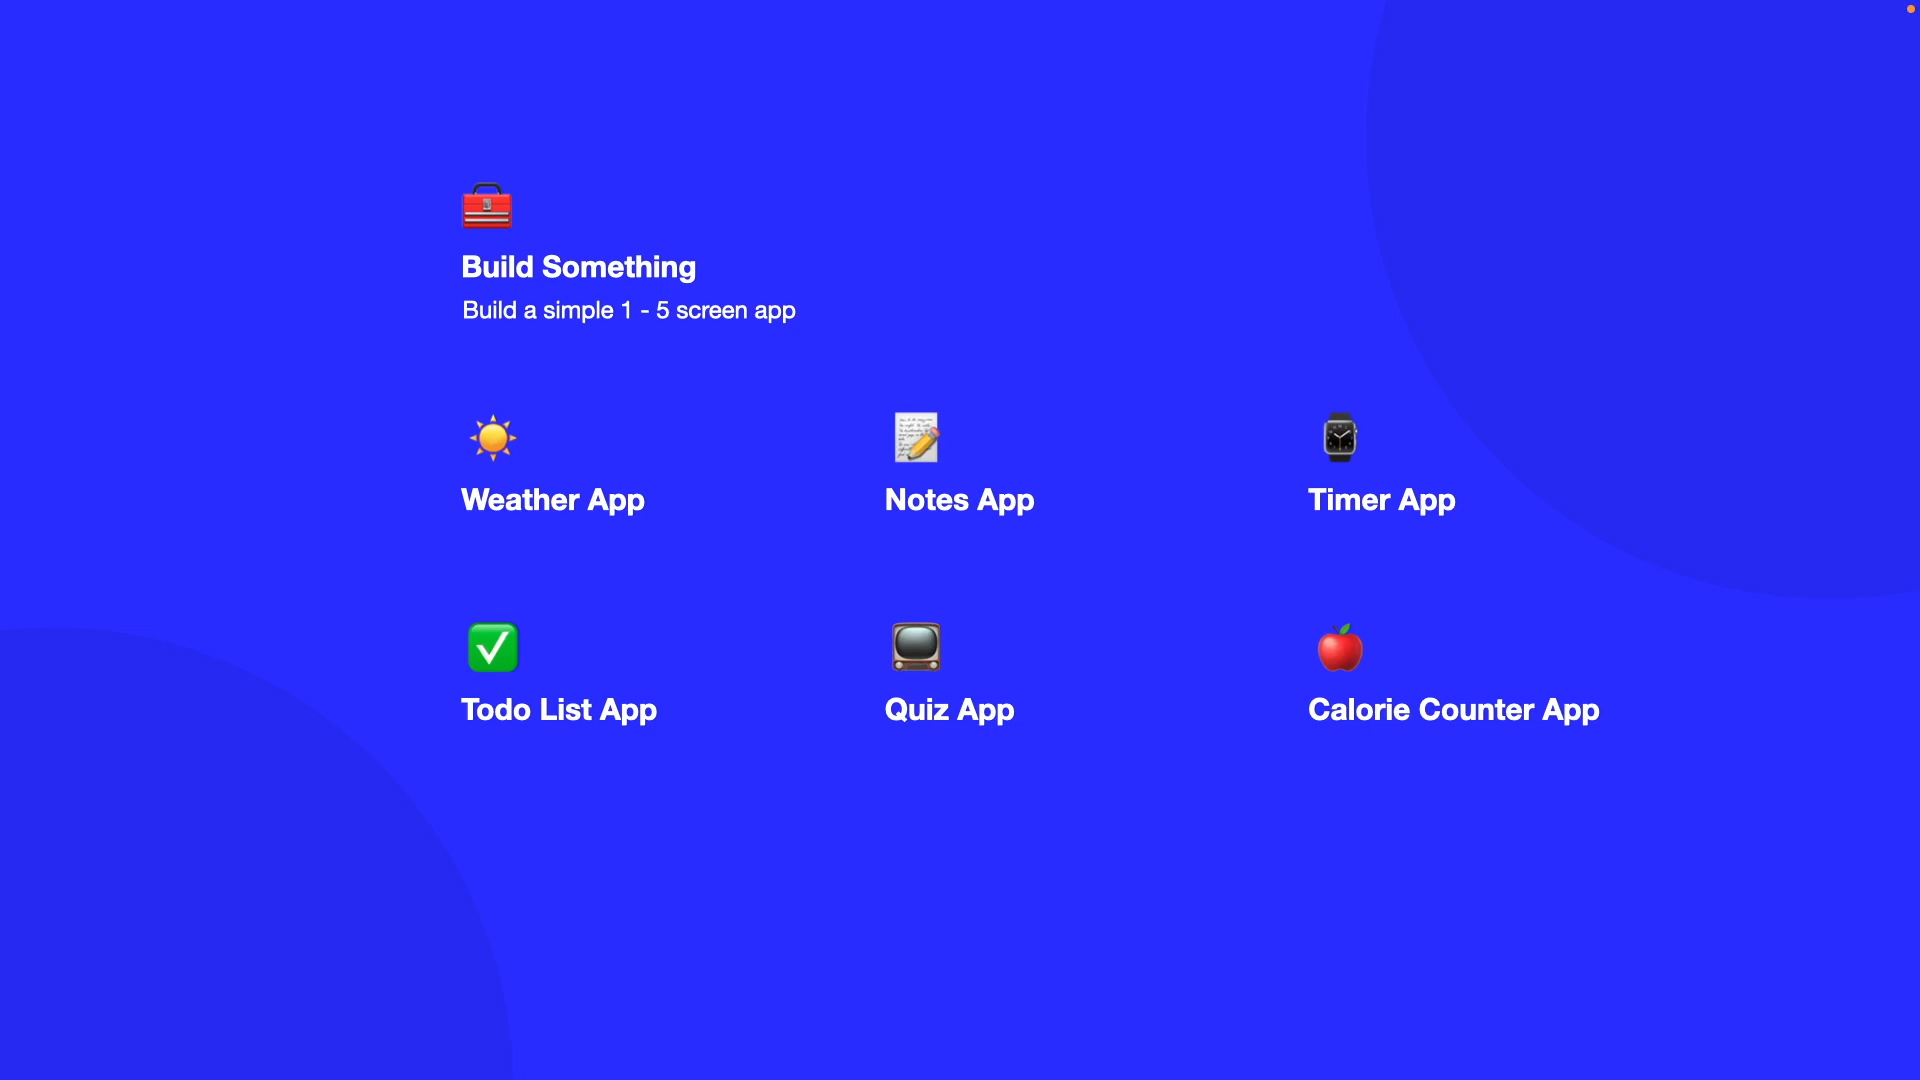 Build Something
Build a simple 1 - 5 screen app
Weather App
Notes App
Timer App
Todo List App
Quiz App
Calorie Counter App